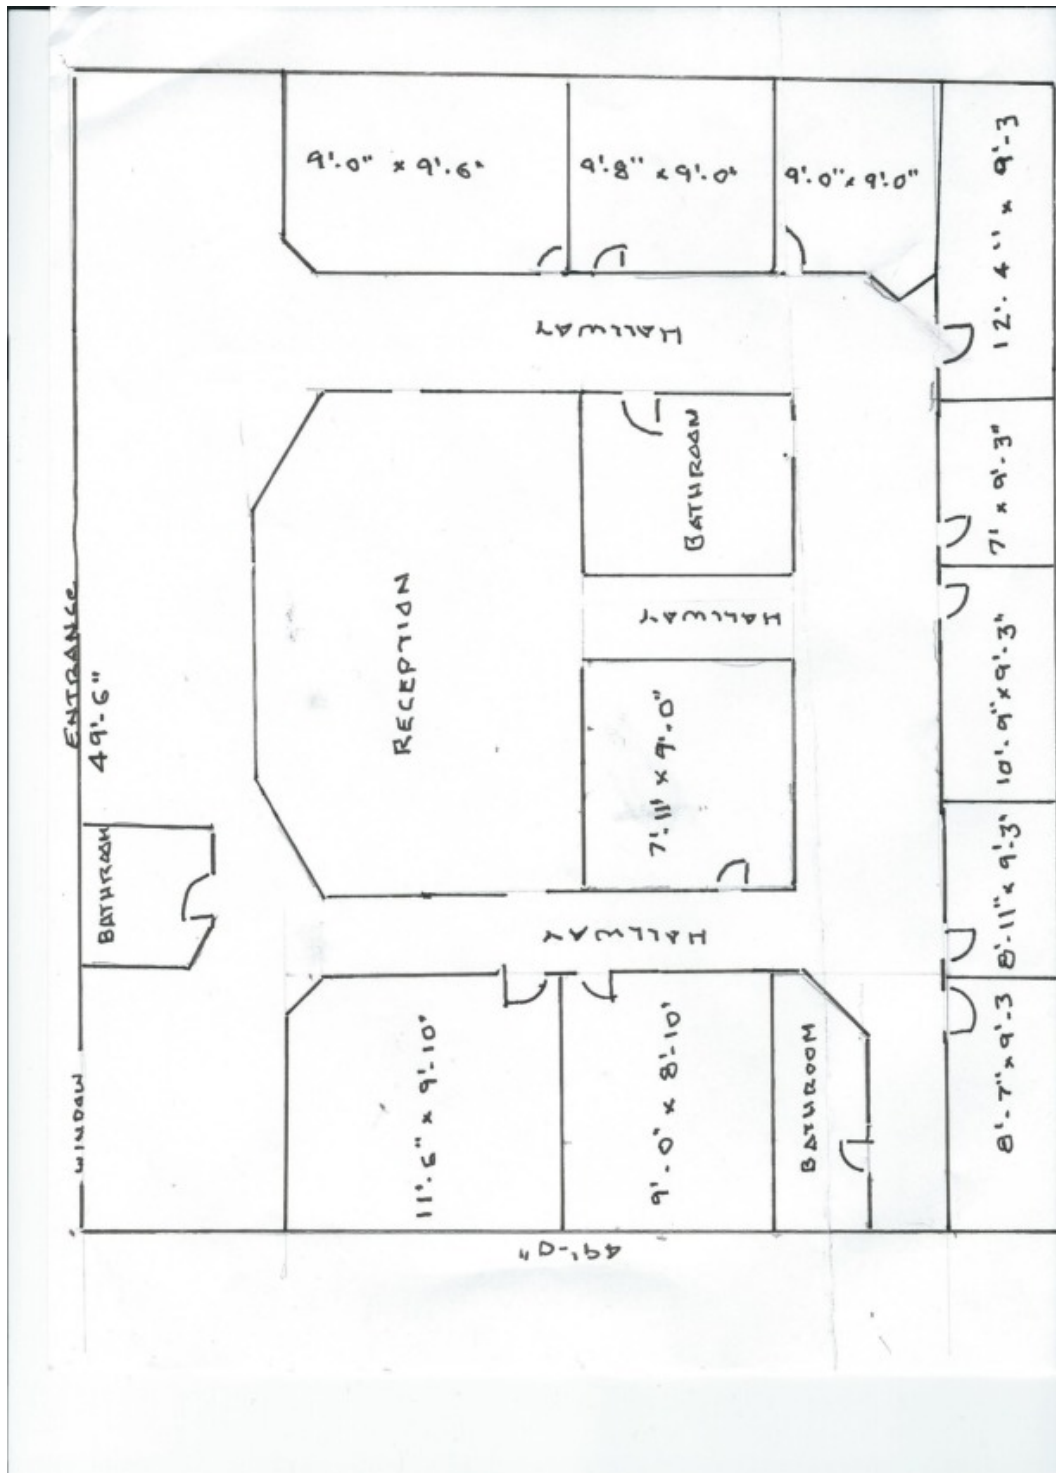 9'-0" x 9'-6"
9'-8" x 9'-0"
9'-0" x 9'-0"
12'-4" x 9'-3
HALLWAY
7' x 9'-3"
BATHROOM
HALLWAY
RECEPTION
ENTRANCE
49'-6"
10'-9" x 9'-3"
7'-11" x 9'-0"
BATHROOM
8'-11" x 9'-3"
HALLWAY
WINDOW
11'-6" x 9'-10"
9'-0" x 8'-10"
BATHROOM
8'-7" x 9'-3
49'-0"